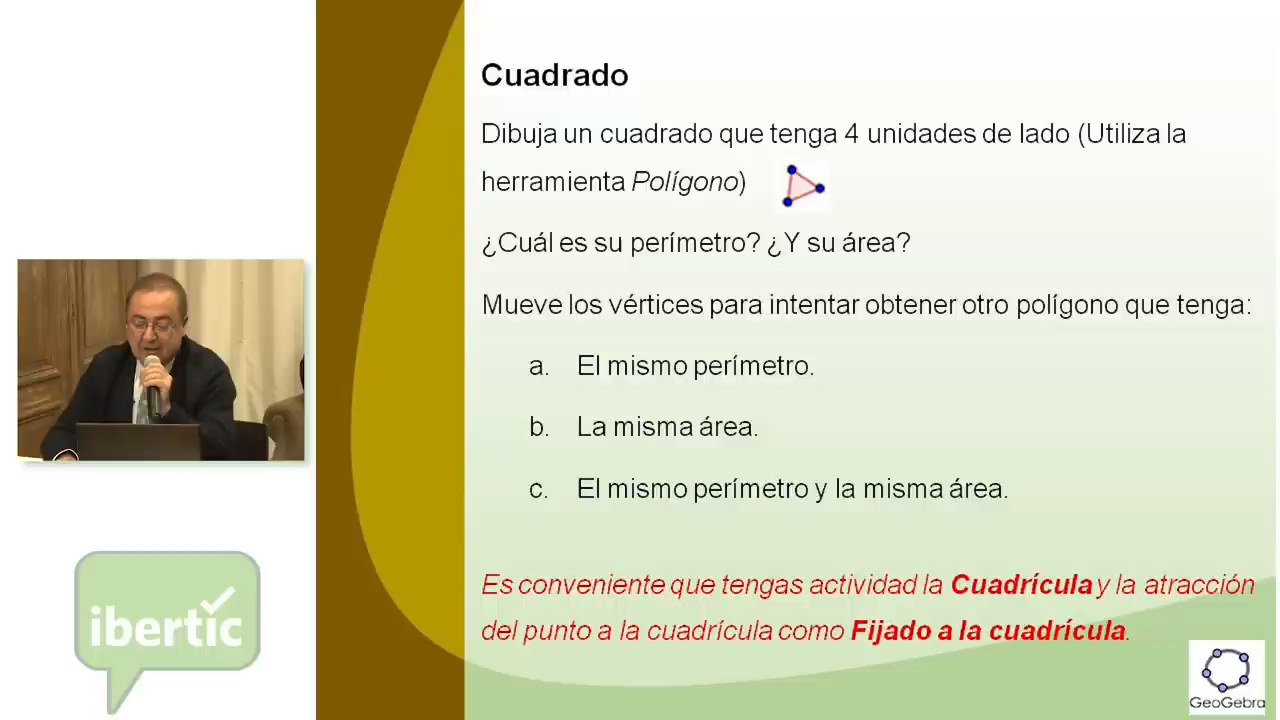 Cuadrado
Dibuja un cuadrado que tenga 4 unidades de lado (Utiliza la
herramienta Polígono)
¿Cuál es su perímetro? ¿Y su área?
Mueve los vértices para intentar obtener otro polígono que tenga:
a. El mismo perímetro.
b. La misma área.
c. El mismo perímetro y la misma área.
Es conveniente que tengas actividad la Cuadrícula y la atracción
del punto a la cuadrícula como Fijado a la cuadrícula.
ibertic
GeoGebra